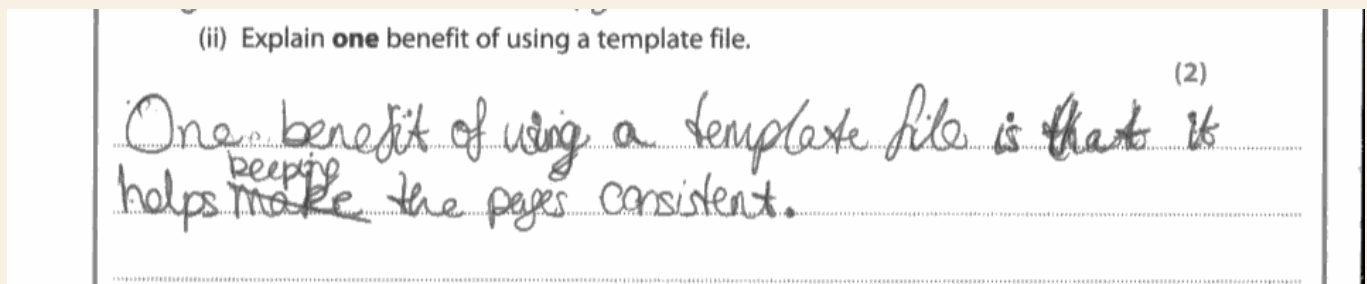 (ii) Explain one benefit of using a template file.
(2)
One benefit of using a template file is that it
keeping
helps make the pages consistent.